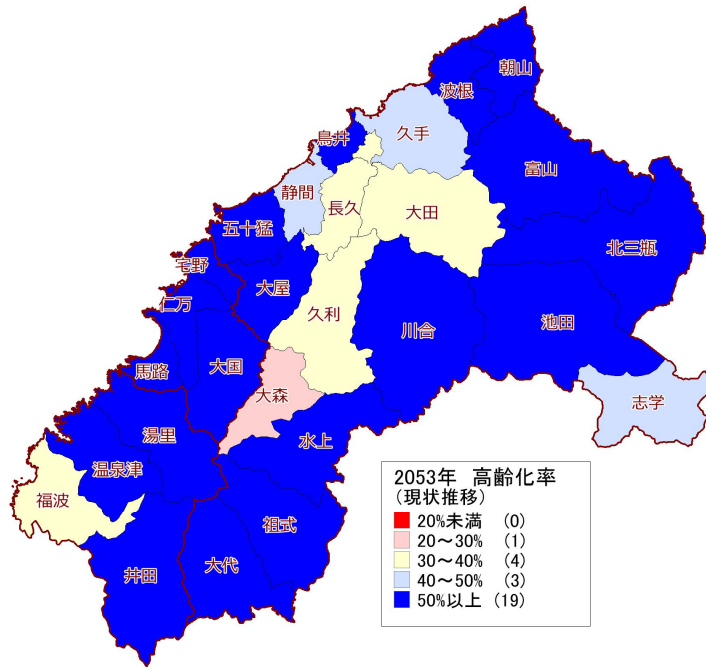 朝山
波根
久手
鳥井
富山
静間
長久
大田
五十猛
北三瓶
宅野
大屋
仁万
久利
川合
池田
馬路
大国
大森
志学
湯里
水上
温泉津
福波
祖式
井田
大代
2053年 高齢化率
(現状推移)
20%未満 (0)
20~30% (1)
30~40% (4)
40~50% (3)
50%以上 (19)